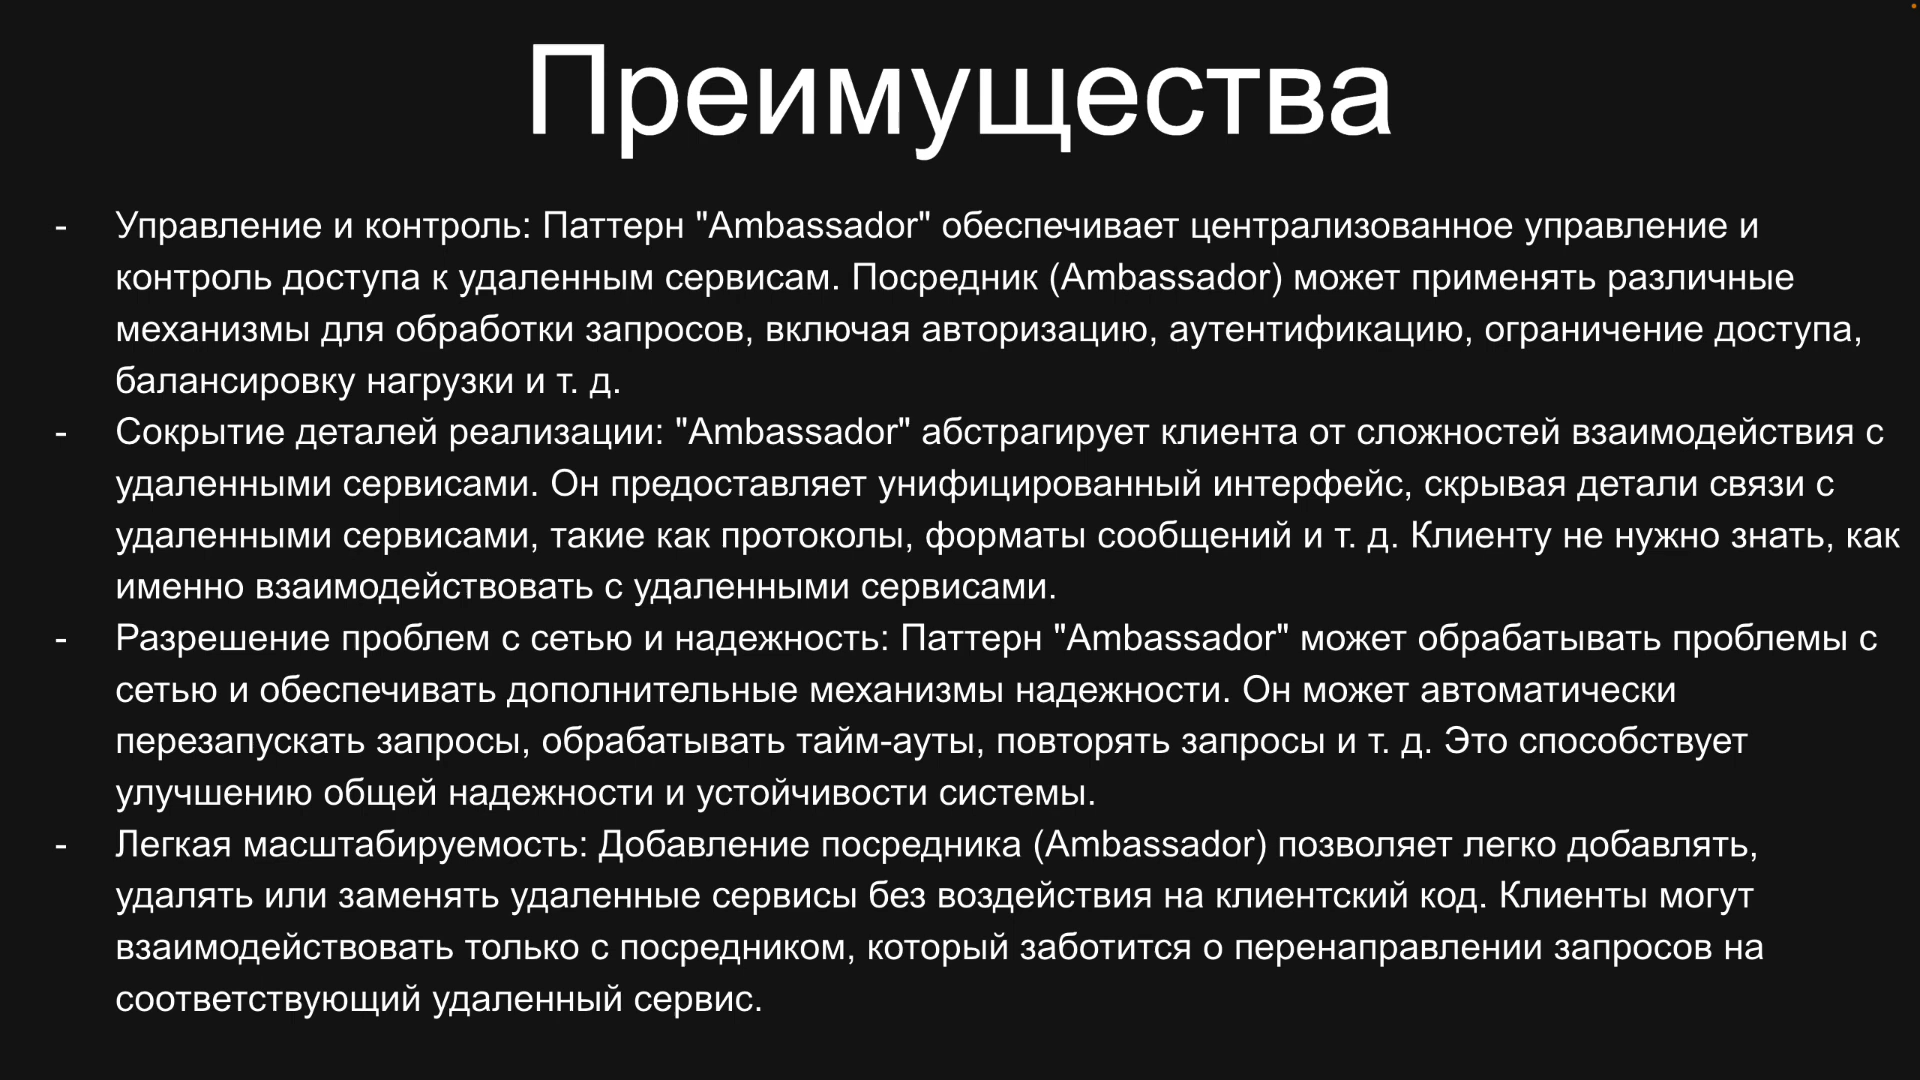 Преимущества
- Управление и контроль: Паттерн "Ambassador" обеспечивает централизованное управление и
контроль доступа к удаленным сервисам. Посредник (Ambassador) может применять различные
механизмы для обработки запросов, включая авторизацию, аутентификацию, ограничение доступа,
балансировку нагрузки и т. д.
- Сокрытие деталей реализации: "Ambassador" абстрагирует клиента от сложностей взаимодействия с
удаленными сервисами. Он предоставляет унифицированный интерфейс, скрывая детали связи с
удаленными сервисами, такие как протоколы, форматы сообщений и т. д. Клиенту не нужно знать, как
именно взаимодействовать с удаленными сервисами.
- Разрешение проблем с сетью и надежность: Паттерн "Ambassador" может обрабатывать проблемы с
сетью и обеспечивать дополнительные механизмы надежности. Он может автоматически
перезапускать запросы, обрабатывать тайм-ауты, повторять запросы и т. д. Это способствует
улучшению общей надежности и устойчивости системы.
- Легкая масштабируемость: Добавление посредника (Ambassador) позволяет легко добавлять,
удалять или заменять удаленные сервисы без воздействия на клиентский код. Клиенты могут
взаимодействовать только с посредником, который заботится о перенаправлении запросов на
соответствующий удаленный сервис.